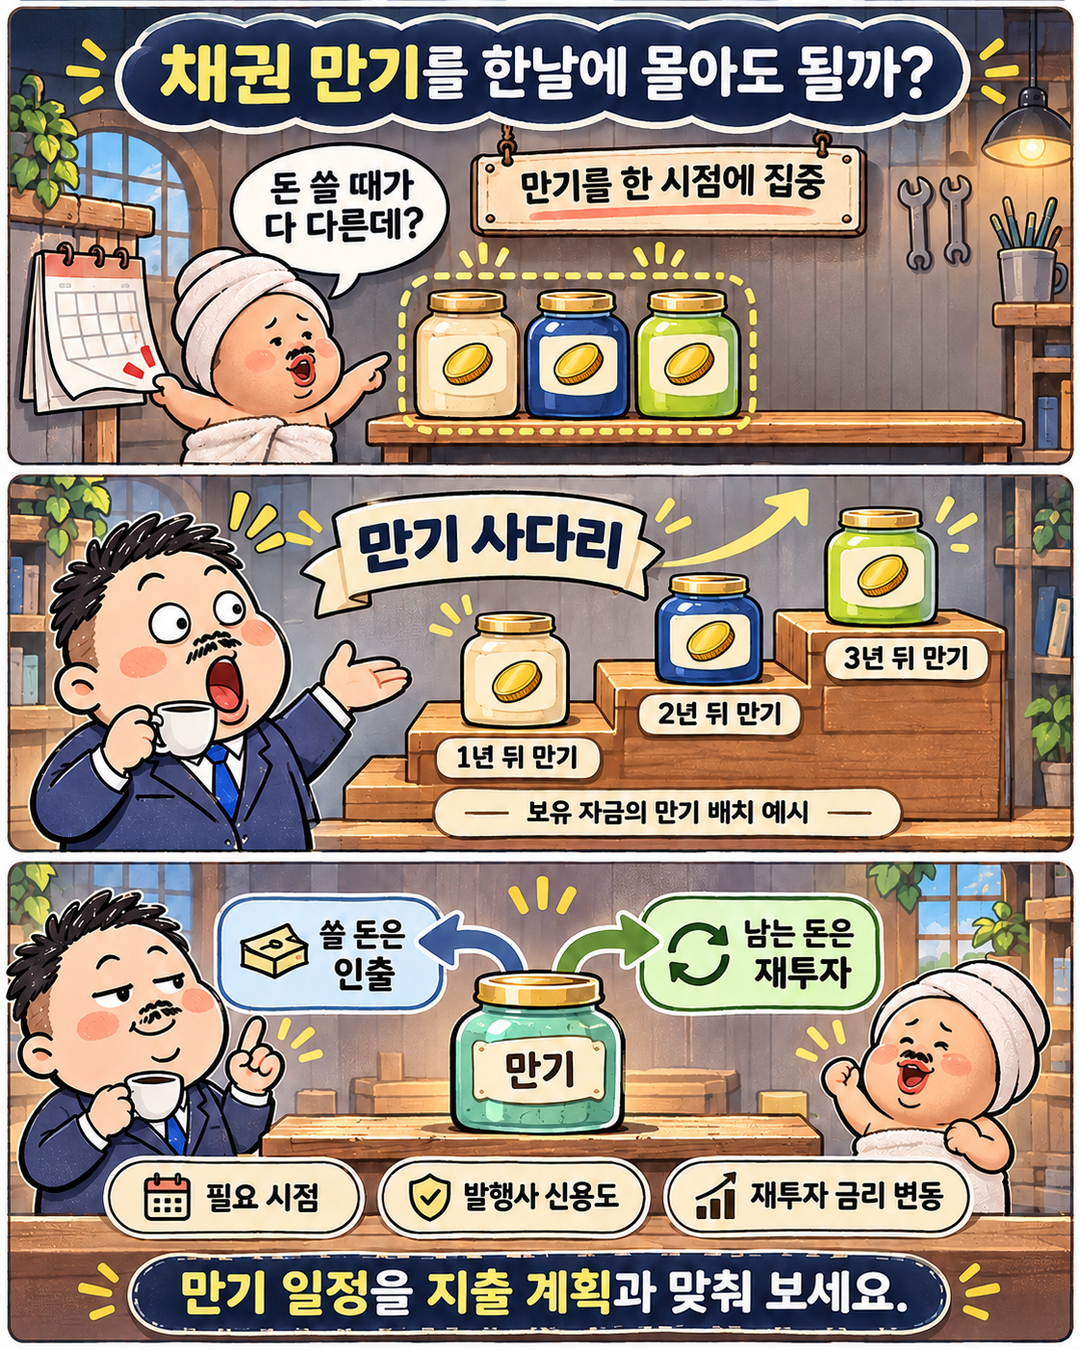 채권 만기를 한날에 몰아도 될까?
돈 쓸 때가
다 다른데?
만기를 한 시점에 집중
만기 사다리
1년 뒤 만기
2년 뒤 만기
3년 뒤 만기
보유 자금의 만기 배치 예시
쓸 돈은
인출
남는 돈은
재투자
만기
필요 시점
발행사 신용도
재투자 금리 변동
만기 일정을 지출 계획과 맞춰 보세요.